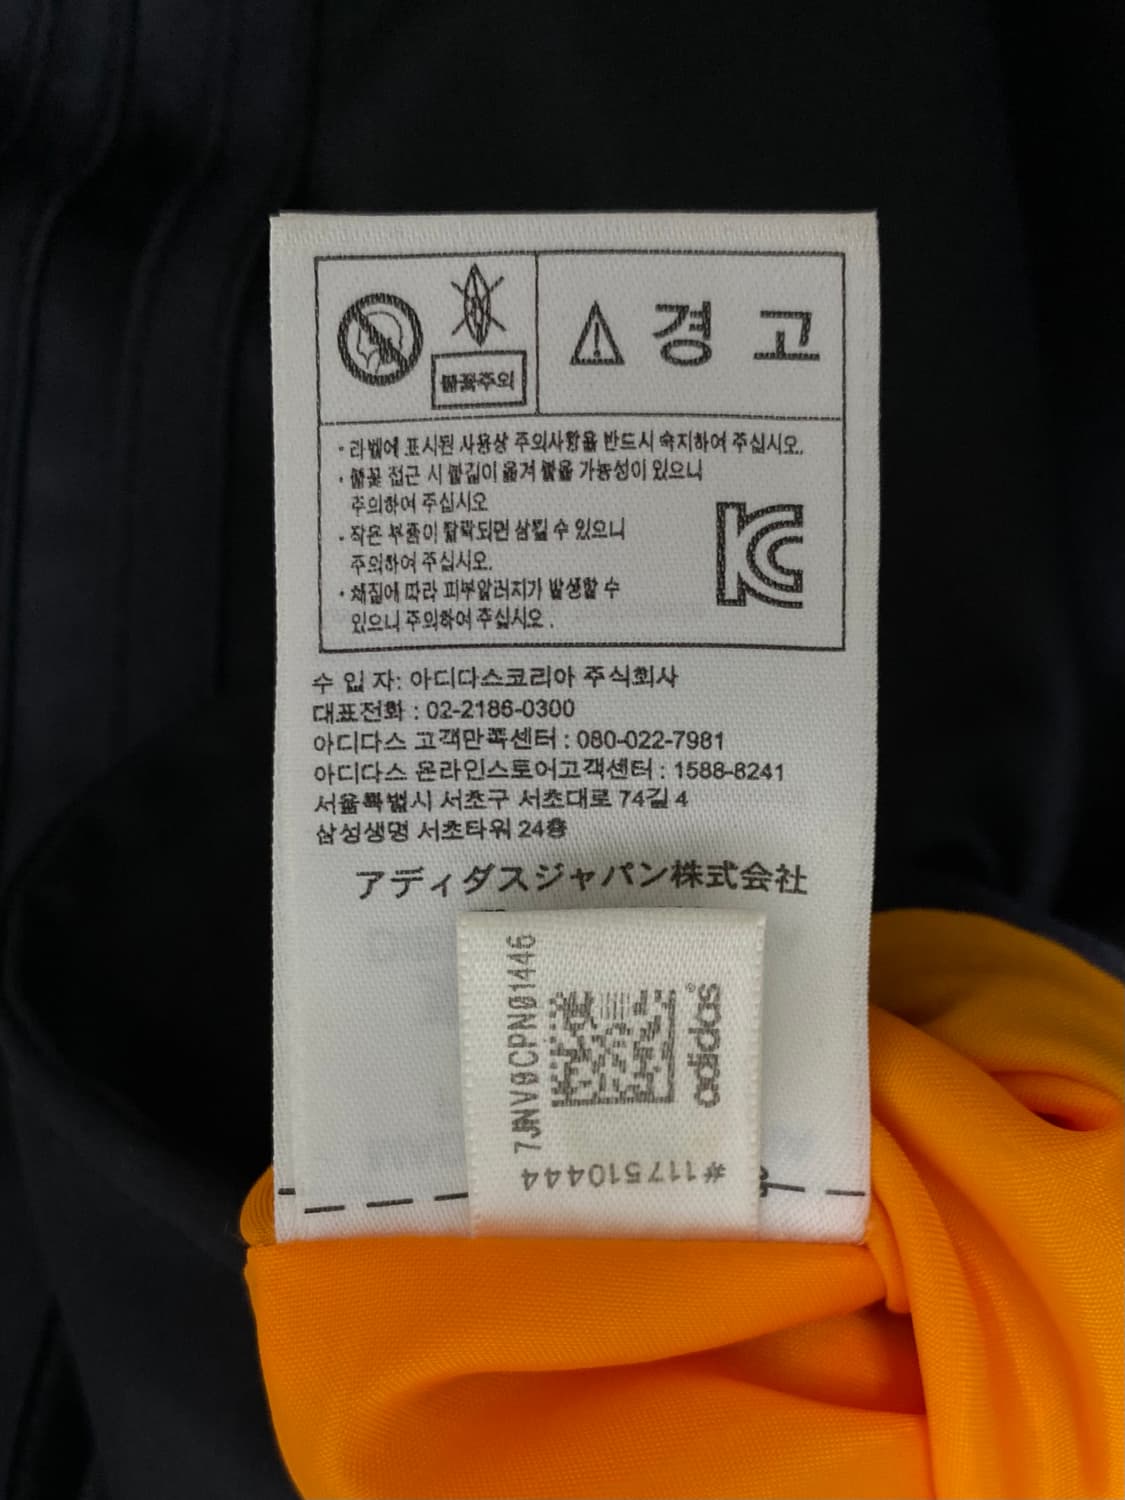 불꽃주의
경 고
· 라벨에 표시된 사용상 주의사항을 반드시 숙지하여 주십시오.
· 불꽃 접근 시 불길이 옮겨 붙을 가능성이 있으니
주의하여 주십시오
· 작은 부품이 탈락되면 삼킬 수 있으니
주의하여 주십시오.
· 재질에 따라 피부알러지가 발생할 수
있으니 주의하여 주십시오 .
KC
수 입 자: 아디다스코리아 주식회사
대표전화 : 02-2186-0300
아디다스 고객만족센터 : 080-022-7981
아디다스 온라인스토어고객센터 : 1588-8241
서울특별시 서초구 서초대로 74길 4
삼성생명 서초타워 24층
アディダスジャパン株式会社
7JNV0CPN01446
adidas®
#117510444